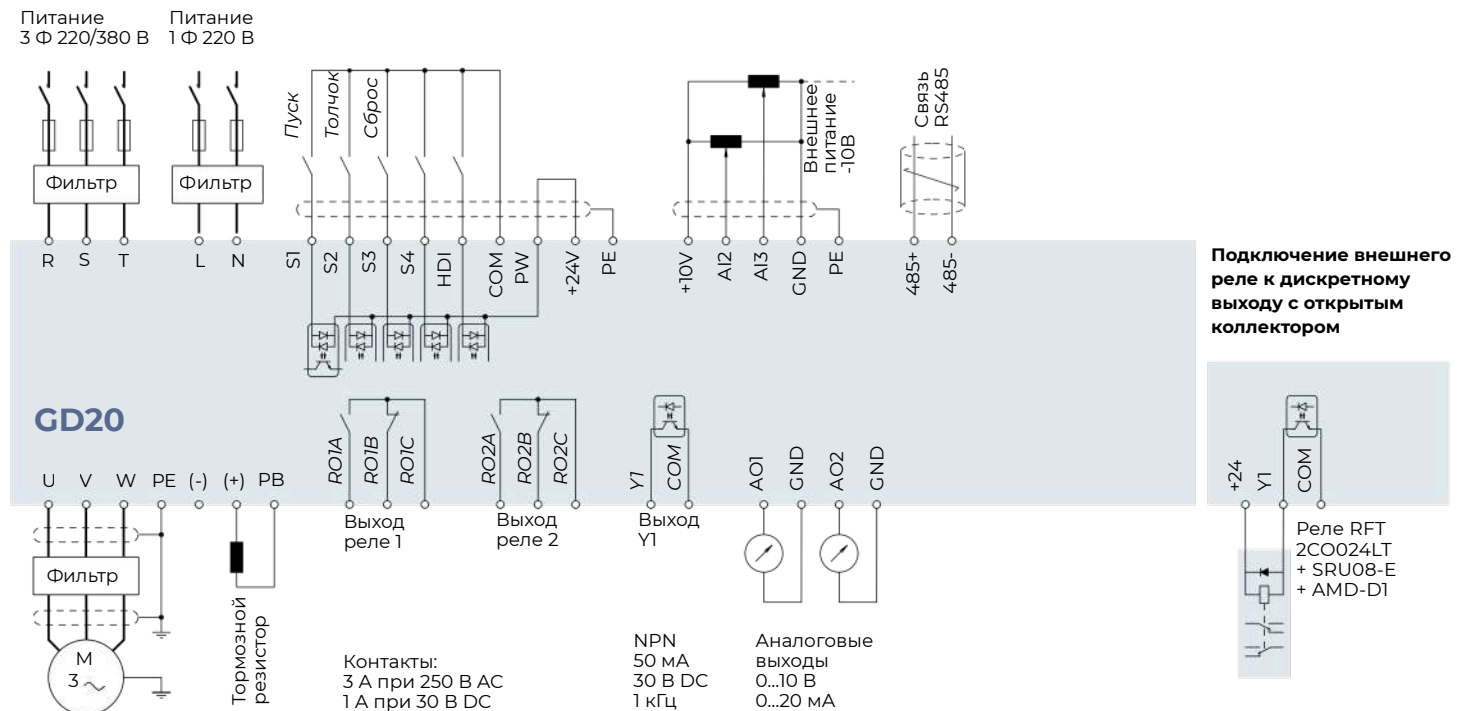 Питание
3 Ф 220/380 В
Питание
1 Ф 220 В
Пуск
Толчок
Сброс
Внешнее
питание
-10В
Связь
RS485
Фильтр
Фильтр
R S T L N S1 S2 S3 S4 HDI COM PW +24V PE +10V AI2 AI3 GND PE 485+ 485-
Подключение внешнего
реле к дискретному
выходу с открытым
коллектором
GD20
RO1A RO1B RO1C RO2A RO2B RO2C Y1 COM AO1 GND AO2 GND
+24 Y1 COM
U V W PE (-) (+) PB
Выход
реле 1
Выход
реле 2
Выход
Y1
Реле RFT
2CO024LT
+ SRU08-E
+ AMD-D1
Фильтр
М
3
Тормозной
резистор
Контакты:
3 А при 250 В AC
1 А при 30 В DC
NPN
50 мА
30 В DC
1 кГц
Аналоговые
выходы
0...10 В
0...20 мА